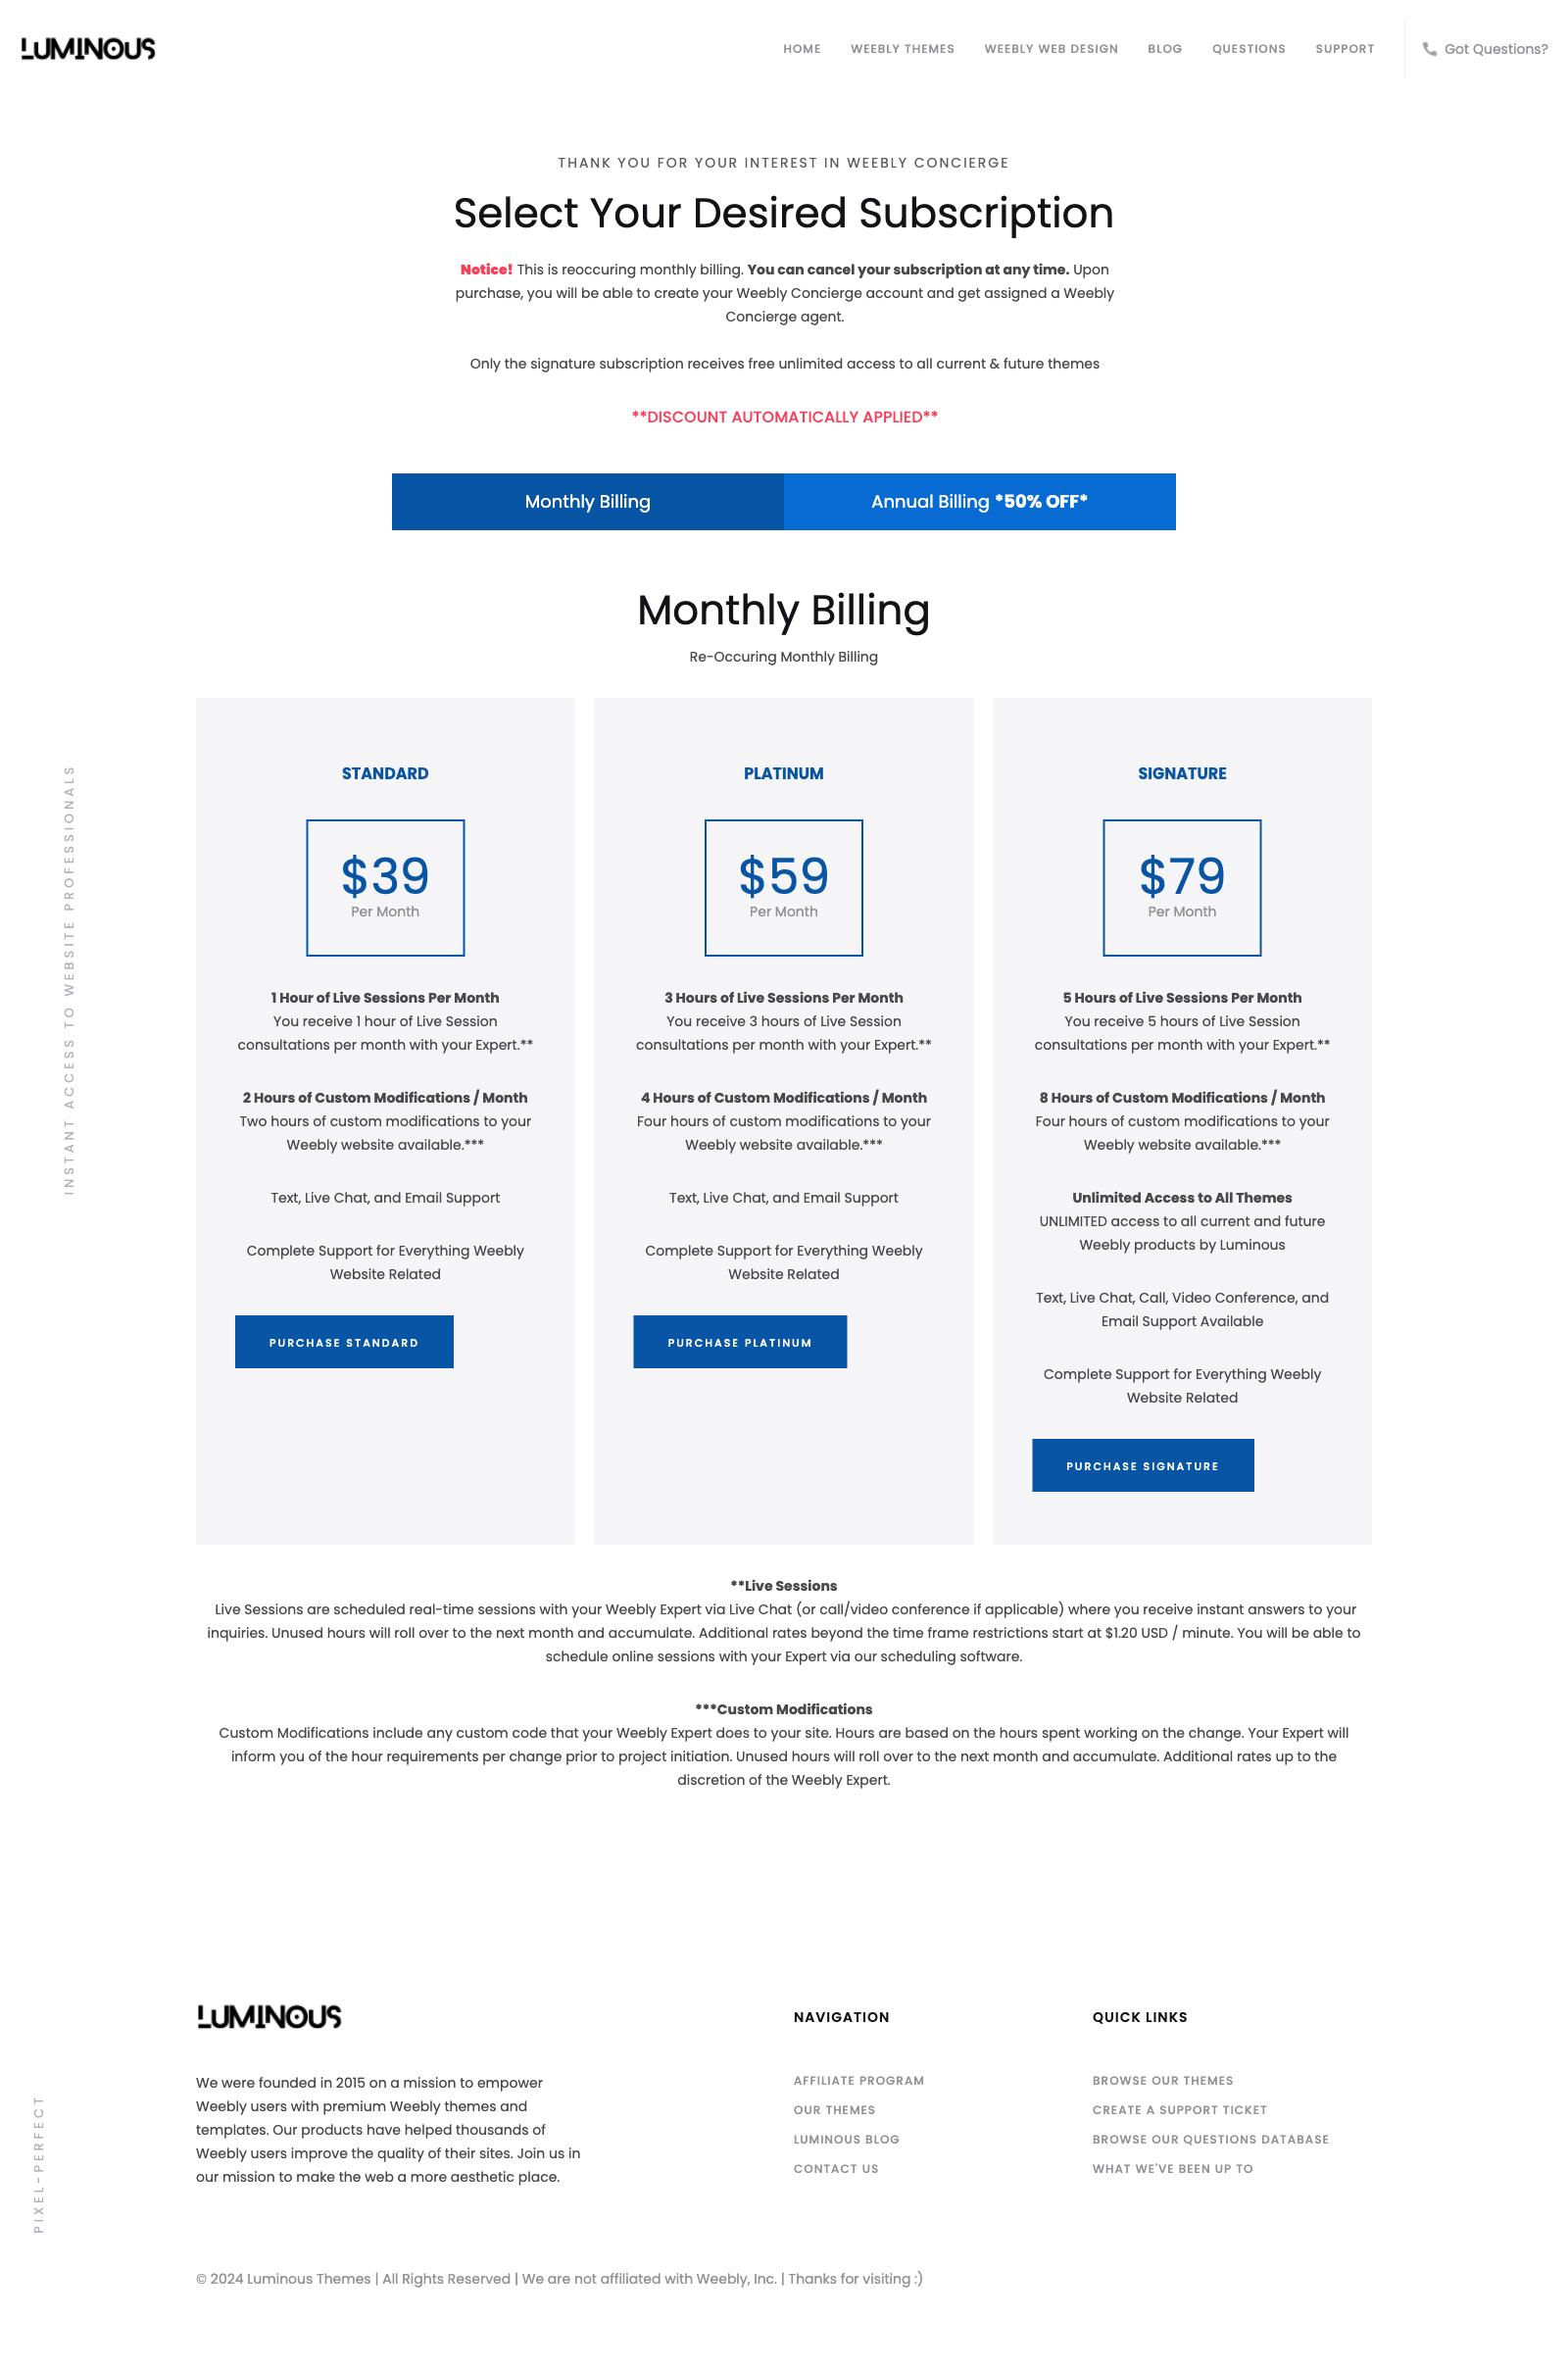 LUMINOUS
HOME WEEBLY THEMES WEEBLY WEB DESIGN BLOG QUESTIONS SUPPORT Got Questions?
THANK YOU FOR YOUR INTEREST IN WEEBLY CONCIERGE
Select Your Desired Subscription
Notice! This is reoccuring monthly billing. You can cancel your subscription at any time. Upon
purchase, you will be able to create your Weebly Concierge account and get assigned a Weebly
Concierge agent.
Only the signature subscription receives free unlimited access to all current & future themes
**DISCOUNT AUTOMATICALLY APPLIED**
Monthly Billing
Annual Billing *50% OFF*
Monthly Billing
Re-Occuring Monthly Billing
INSTANT ACCESS TO WEBSITE PROFESSIONALS
STANDARD
$39
Per Month
1 Hour of Live Sessions Per Month
You receive 1 hour of Live Session
consultations per month with your Expert.**
2 Hours of Custom Modifications / Month
Two hours of custom modifications to your
Weebly website available.***
Text, Live Chat, and Email Support
Complete Support for Everything Weebly
Website Related
PURCHASE STANDARD
PLATINUM
$59
Per Month
3 Hours of Live Sessions Per Month
You receive 3 hours of Live Session
consultations per month with your Expert.**
4 Hours of Custom Modifications / Month
Four hours of custom modifications to your
Weebly website available.***
Text, Live Chat, and Email Support
Complete Support for Everything Weebly
Website Related
PURCHASE PLATINUM
SIGNATURE
$79
Per Month
5 Hours of Live Sessions Per Month
You receive 5 hours of Live Session
consultations per month with your Expert.**
8 Hours of Custom Modifications / Month
Four hours of custom modifications to your
Weebly website available.***
Unlimited Access to All Themes
UNLIMITED access to all current and future
Weebly products by Luminous
Text, Live Chat, Call, Video Conference, and
Email Support Available
Complete Support for Everything Weebly
Website Related
PURCHASE SIGNATURE
**Live Sessions
Live Sessions are scheduled real-time sessions with your Weebly Expert via Live Chat (or call/video conference if applicable) where you receive instant answers to your
inquiries. Unused hours will roll over to the next month and accumulate. Additional rates beyond the time frame restrictions start at $1.20 USD / minute. You will be able to
schedule online sessions with your Expert via our scheduling software.
***Custom Modifications
Custom Modifications include any custom code that your Weebly Expert does to your site. Hours are based on the hours spent working on the change. Your Expert will
inform you of the hour requirements per change prior to project initiation. Unused hours will roll over to the next month and accumulate. Additional rates up to the
discretion of the Weebly Expert.
LUMINOUS
We were founded in 2015 on a mission to empower
Weebly users with premium Weebly themes and
templates. Our products have helped thousands of
Weebly users improve the quality of their sites. Join us in
our mission to make the web a more aesthetic place.
NAVIGATION
AFFILIATE PROGRAM
OUR THEMES
LUMINOUS BLOG
CONTACT US
QUICK LINKS
BROWSE OUR THEMES
CREATE A SUPPORT TICKET
BROWSE OUR QUESTIONS DATABASE
WHAT WE'VE BEEN UP TO
PIXEL-PERFECT
© 2024 Luminous Themes | All Rights Reserved | We are not affiliated with Weebly, Inc. | Thanks for visiting :)